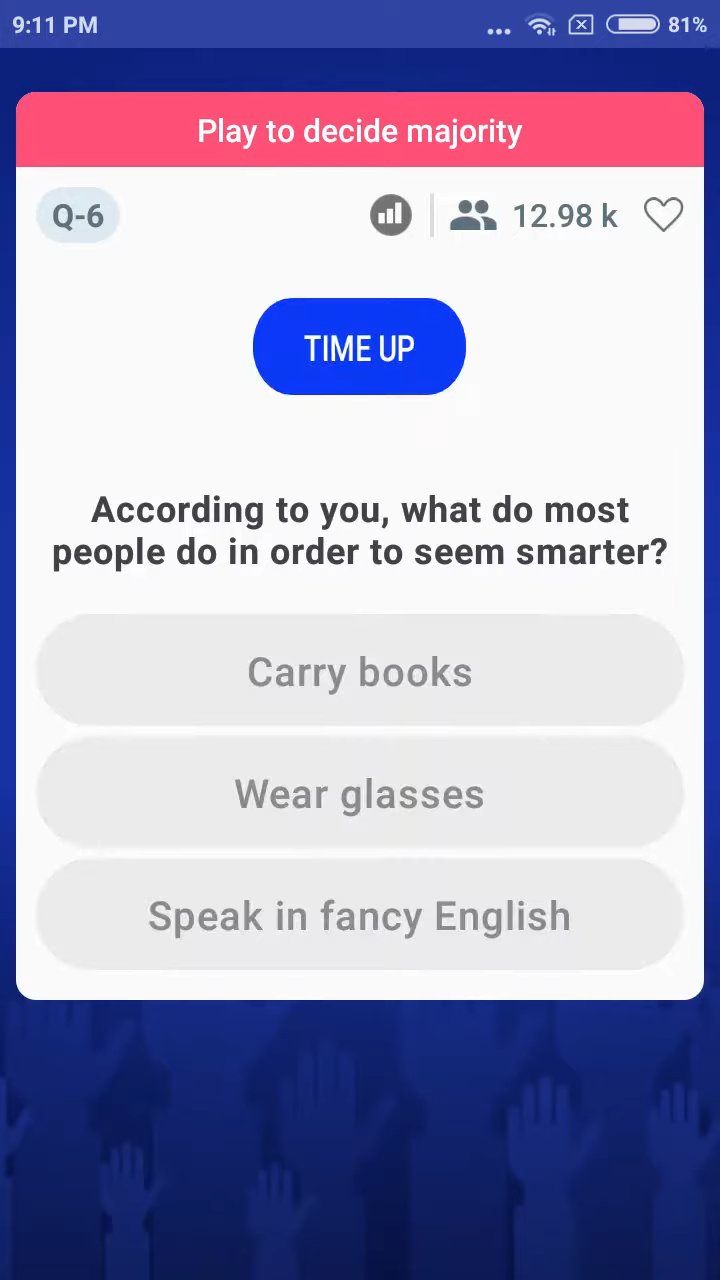 9:11 PM
81%
Play to decide majority
Q-6
12.98 k
TIME UP
According to you, what do most
people do in order to seem smarter?
Carry books
Wear glasses
Speak in fancy English